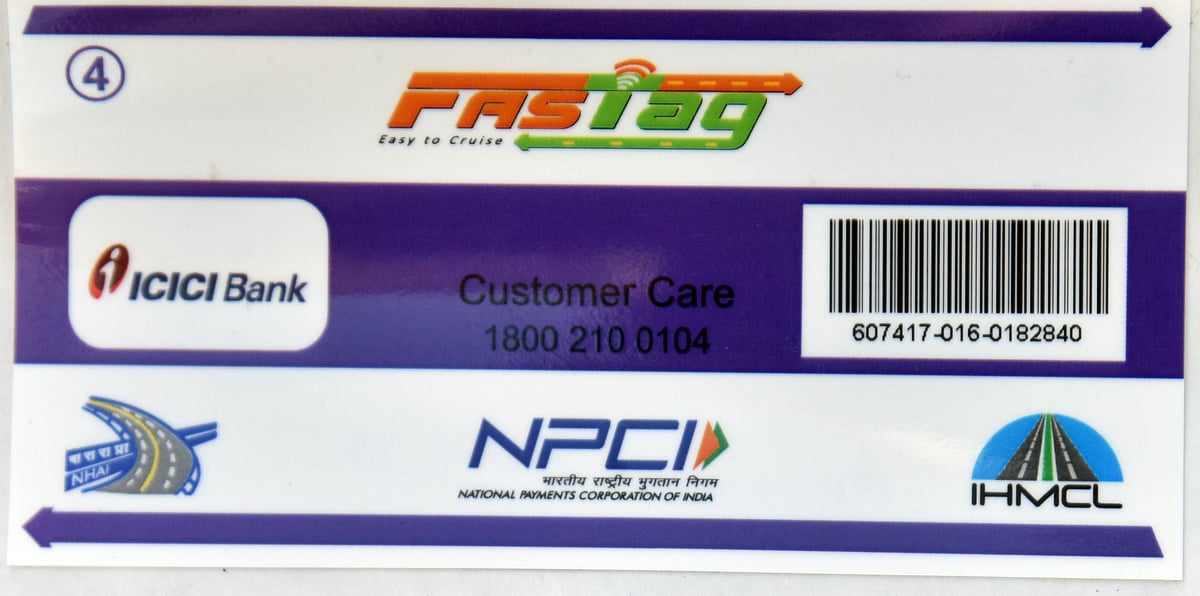 4
FASTag
Easy to Cruise
ICICI Bank
Customer Care
1800 210 0104
607417-016-0182840
भा रा रा प्रा
NHAI
NPCI
भारतीय राष्ट्रीय भुगतान निगम
NATIONAL PAYMENTS CORPORATION OF INDIA
IHMCL